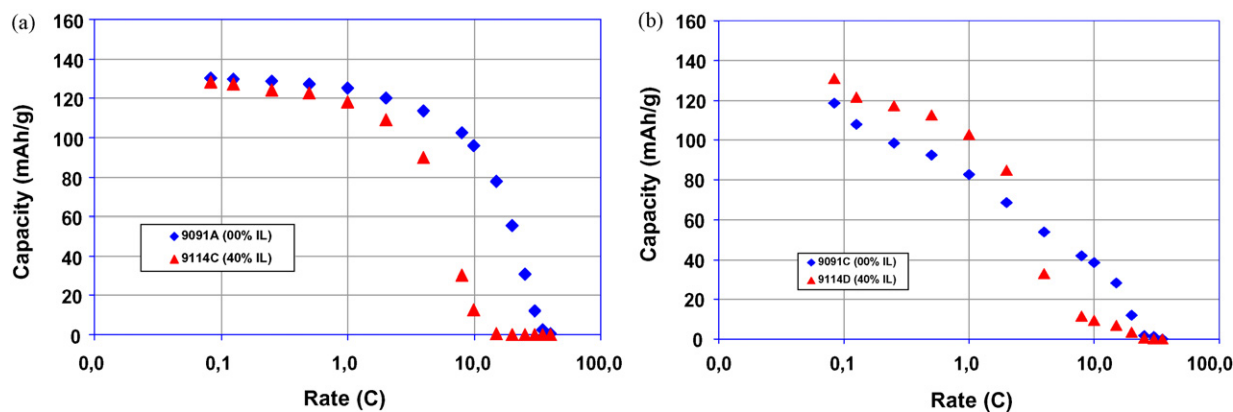 (a)
160
140
120
100
80
60
40
20
0
Capacity (mAh/g)
9091A (00% IL)
9114C (40% IL)
0,0
0,1
1,0
10,0
100,0
Rate (C)
(b)
160
140
120
100
80
60
40
20
0
Capacity (mAh/g)
9091C (00% IL)
9114D (40% IL)
0,0
0,1
1,0
10,0
100,0
Rate (C)